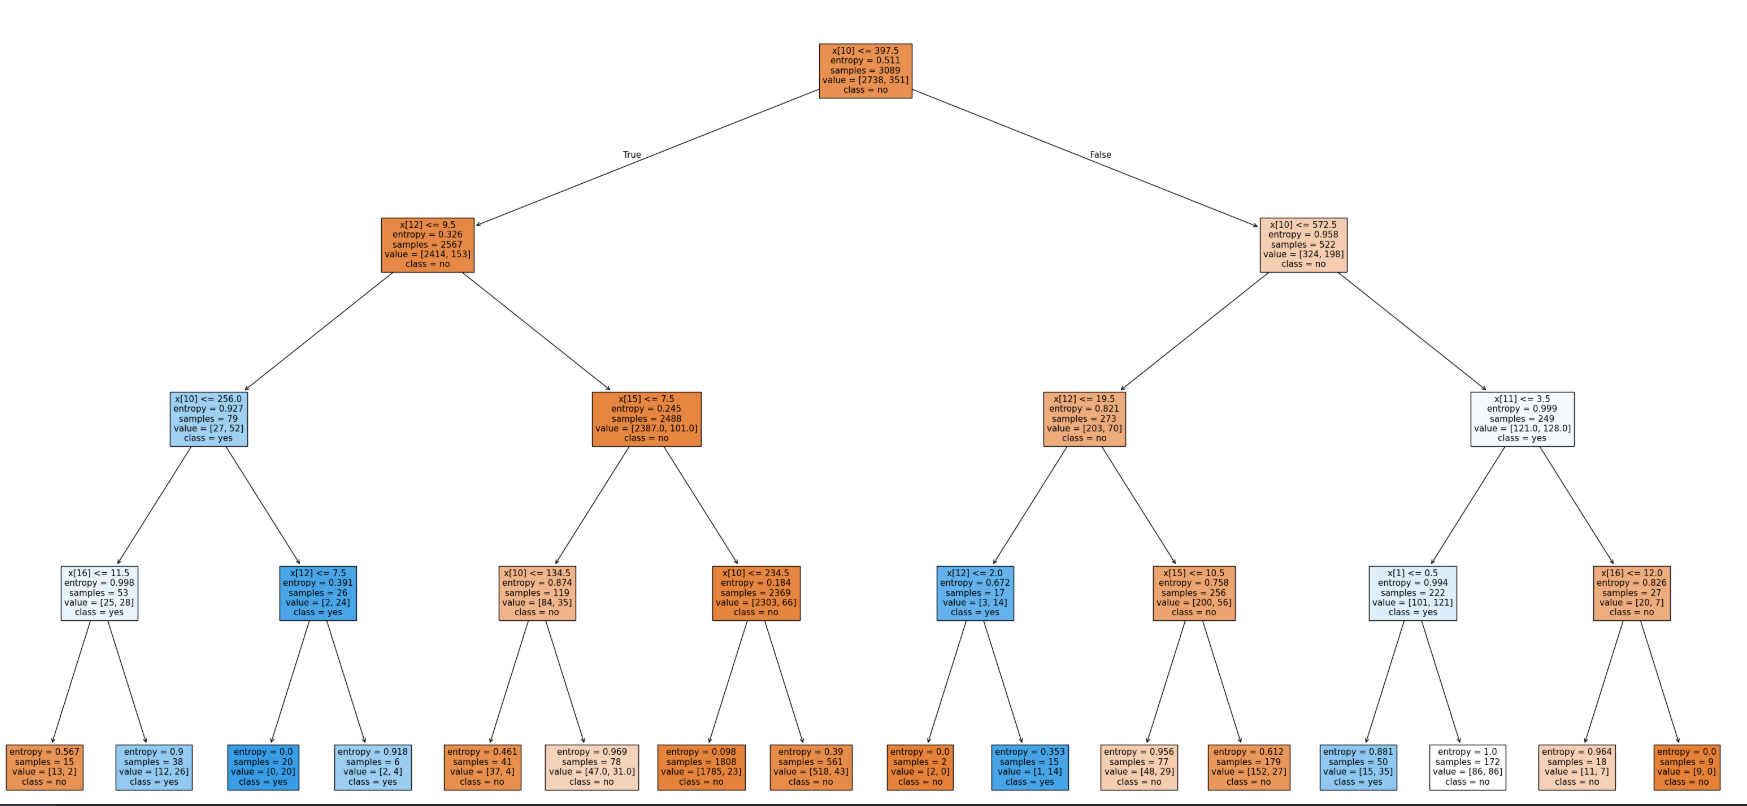 x[10] <= 397.5
entropy = 0.511
samples = 3089
value = [2738, 351]
class = no
True
False
x[12] <= 9.5
entropy = 0.326
samples = 2567
value = [2414, 153]
class = no
x[10] <= 572.5
entropy = 0.958
samples = 522
value = [324, 198]
class = no
x[10] <= 256.0
entropy = 0.927
samples = 79
value = [27, 52]
class = yes
x[15] <= 7.5
entropy = 0.245
samples = 2488
value = [2387.0, 101.0]
class = no
x[12] <= 19.5
entropy = 0.821
samples = 273
value = [203, 70]
class = no
x[11] <= 3.5
entropy = 0.999
samples = 249
value = [121.0, 128.0]
class = yes
x[16] <= 11.5
entropy = 0.998
samples = 53
value = [25, 28]
class = yes
x[12] <= 7.5
entropy = 0.391
samples = 26
value = [2, 24]
class = yes
x[10] <= 134.5
entropy = 0.874
samples = 119
value = [84, 35]
class = no
x[10] <= 234.5
entropy = 0.184
samples = 2369
value = [2303, 66]
class = no
x[12] <= 2.0
entropy = 0.672
samples = 17
value = [3, 14]
class = yes
x[15] <= 10.5
entropy = 0.758
samples = 256
value = [200, 56]
class = no
x[1] <= 0.5
entropy = 0.994
samples = 222
value = [101, 121]
class = yes
x[16] <= 12.0
entropy = 0.826
samples = 27
value = [20, 7]
class = no
entropy = 0.567
samples = 15
value = [13, 2]
class = no
entropy = 0.9
samples = 38
value = [12, 26]
class = yes
entropy = 0.0
samples = 20
value = [0, 20]
class = yes
entropy = 0.918
samples = 6
value = [2, 4]
class = yes
entropy = 0.461
samples = 41
value = [37, 4]
class = no
entropy = 0.969
samples = 78
value = [47.0, 31.0]
class = no
entropy = 0.098
samples = 1808
value = [1785, 23]
class = no
entropy = 0.39
samples = 561
value = [518, 43]
class = no
entropy = 0.0
samples = 2
value = [2, 0]
class = no
entropy = 0.353
samples = 15
value = [1, 14]
class = yes
entropy = 0.956
samples = 77
value = [48, 29]
class = no
entropy = 0.612
samples = 179
value = [152, 27]
class = no
entropy = 0.881
samples = 50
value = [15, 35]
class = yes
entropy = 1.0
samples = 172
value = [86, 86]
class = no
entropy = 0.964
samples = 18
value = [11, 7]
class = no
entropy = 0.0
samples = 9
value = [9, 0]
class = no